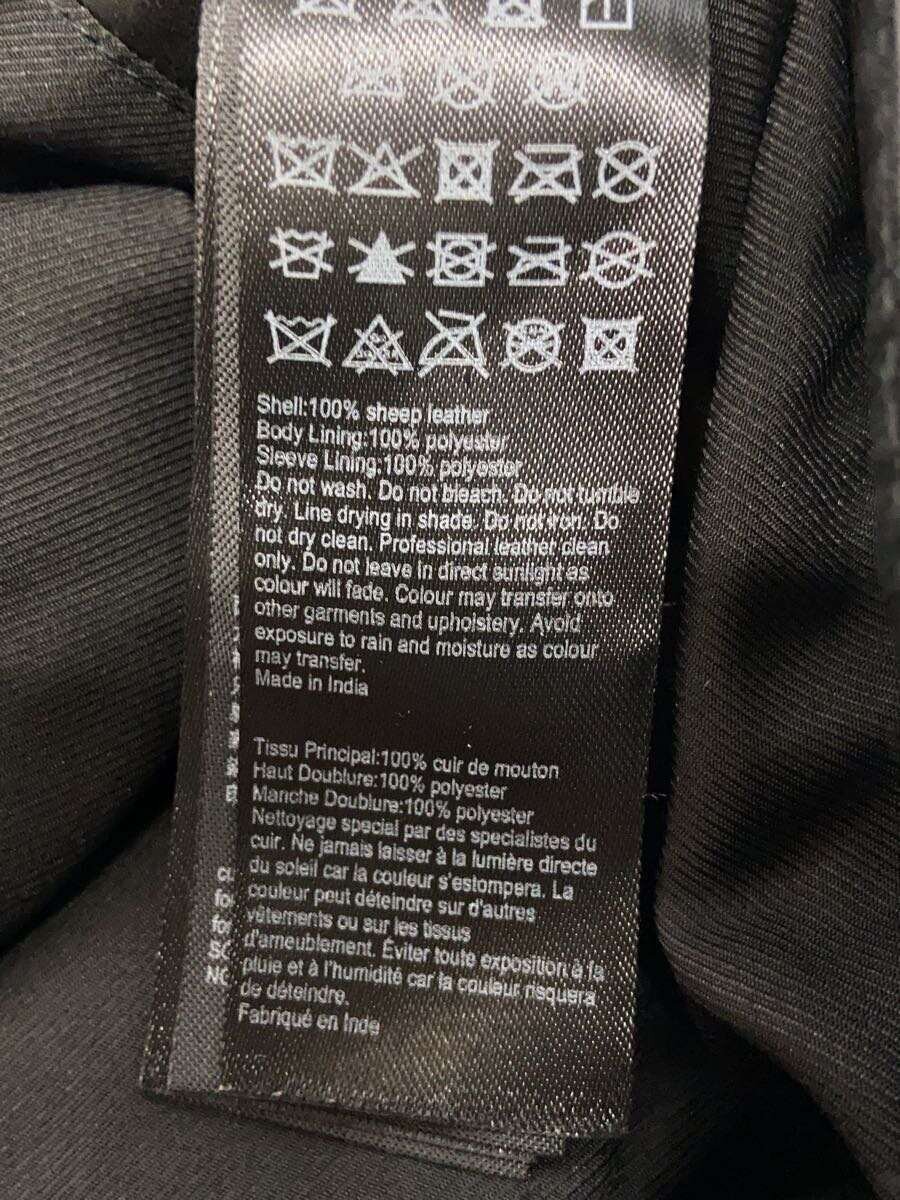 Shell:100% sheep leather
Body Lining:100% polyester
Sleeve Lining:100% polyester
Do not wash. Do not bleach. Do not tumble
dry. Line drying in shade. Do not iron. Do
not dry clean. Professional leather clean
only. Do not leave in direct sunlight as
colour will fade. Colour may transfer onto
other garments and upholstery. Avoid
exposure to rain and moisture as colour
may transfer.
Made in India
Tissu Principal:100% cuir de mouton
Haut Doublure:100% polyester
Manche Doublure:100% polyester
Nettoyage special par des specialistes du
cuir. Ne jamais laisser à la lumière directe
du soleil car la couleur s'estompera. La
couleur peut déteindre sur d'autres
vêtements ou sur les tissus
d'ameublement. Éviter toute exposition à la
pluie et à l'humidité car la couleur risquera
de déteindre.
Fabriqué en Inde